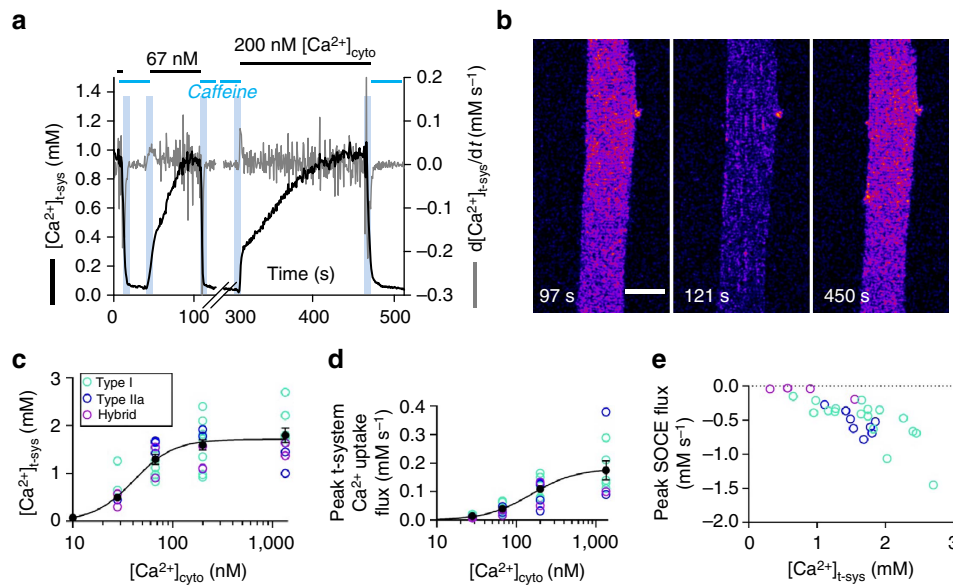 a
67 nM
200 nM [Ca²⁺]cyto
Caffeine
[Ca²⁺]t-sys (mM)
1.4
1.2
1.0
0.8
0.6
0.4
0.2
0.0
0.2
0.1
0.0
−0.1
−0.2
−0.3
d[Ca²⁺]t-sys/dt (mM s⁻¹)
Time (s)
0 100 300 400 500
b
97 s
121 s
450 s
c
Type I
Type IIa
Hybrid
[Ca²⁺]t-sys (mM)
3
2
1
0
10 100 1,000
[Ca²⁺]cyto (nM)
d
Peak t-system
Ca²⁺ uptake
flux (mM s⁻¹)
0.4
0.3
0.2
0.1
0.0
10 100 1,000
[Ca²⁺]cyto (nM)
e
Peak SOCE flux
(mM s⁻¹)
0.0
−0.5
−1.0
−1.5
−2.0
0 1 2 3
[Ca²⁺]t-sys (mM)